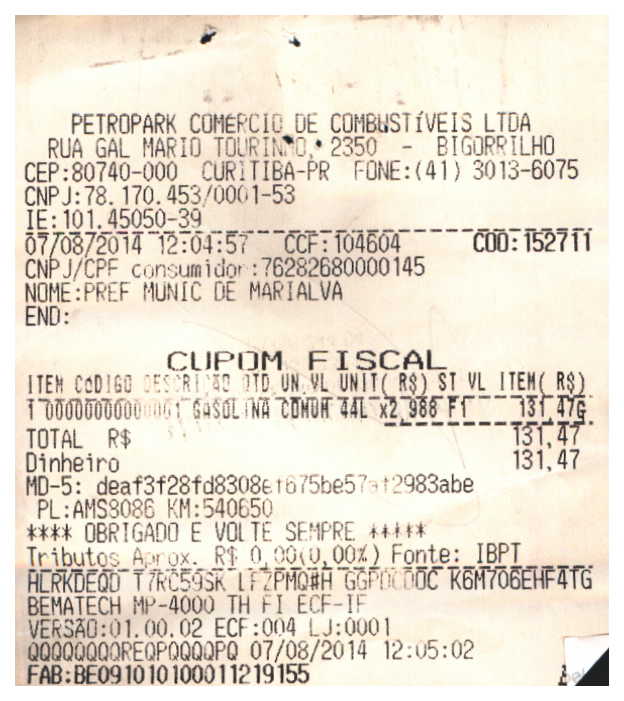 PETROPARK COMERCIO DE COMBUSTíVEIS LTDA
RUA GAL MARIO TOURINHO, 2350 - BIGORRILHO
CEP:80740-000 CURITIBA-PR FONE:(41) 3013-6075
CNPJ:78.170.453/0001-53
IE:101.45050-39
07/08/2014 12:04:57 CCF:104604 COO:152711
CNPJ/CPF consumidor:76282680000145
NOME:PREF MUNIC DE MARIALVA
END:
CUPOM FISCAL
ITEM CóDIGO DESCRIÇÃO QTD.UN.VL UNIT( R$) ST VL ITEM( R$)
1 0000000000001 GASOLINA COMUM 44L x2,988 F1 131,47G
TOTAL R$ 131,47
Dinheiro 131,47
MD-5:
PL:AMS8086 KM:540650
**** OBRIGADO E VOLTE SEMPRE *****
Tributos Aprox. R$ 0,00(0,00%) Fonte: IBPT
K6M706EHF4TG
BEMATECH MP-4000 TH FI ECF-IF
VERSÃO:01.00.02 ECF:004 LJ:0001
QQQQQQQQREQPQQQQPQ 07/08/2014 12:05:02
FAB:BE091010100011219155